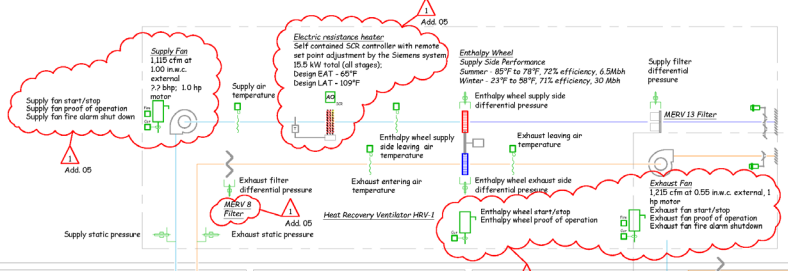 1
Add. 05
Supply Fan
1,115 cfm at
1.00 in.w.c.
external
?.? bhp; 1.0 hp
motor
Supply fan start/stop
Supply fan proof of operation
Supply fan fire alarm shut down
1
Add. 05
Supply air
temperature
Electric resistance heater
Self contained SCR controller with remote
set point adjustment by the Siemens system
15.5 kW total (all stages);
Design EAT - 65°F
Design LAT - 109°F
AO
Enthalpy Wheel
Supply Side Performance
Summer - 85°F to 78°F, 72% efficiency, 6.5Mbh
Winter - 23°F to 58°F, 71% efficiency, 30 Mbh
Enthalpy wheel supply side
differential pressure
Supply filter
differential
pressure
MERV 13 Filter
Enthalpy wheel supply
side leaving air
temperature
Exhaust leaving air
temperature
Exhaust filter
differential pressure
Exhaust entering air
temperature
Enthalpy wheel exhaust side
differential pressure
MERV 8
Filter
1
Add. 05
Heat Recovery Ventilator HRV-1
Supply static pressure
Exhaust static pressure
Enthalpy wheel start/stop
Enthalpy wheel proof of operation
Exhaust Fan
1,215 cfm at 0.55 in.w.c. external, 1
hp motor
Exhaust fan start/stop
Exhaust fan proof of operation
Exhaust fan fire alarm shutdown